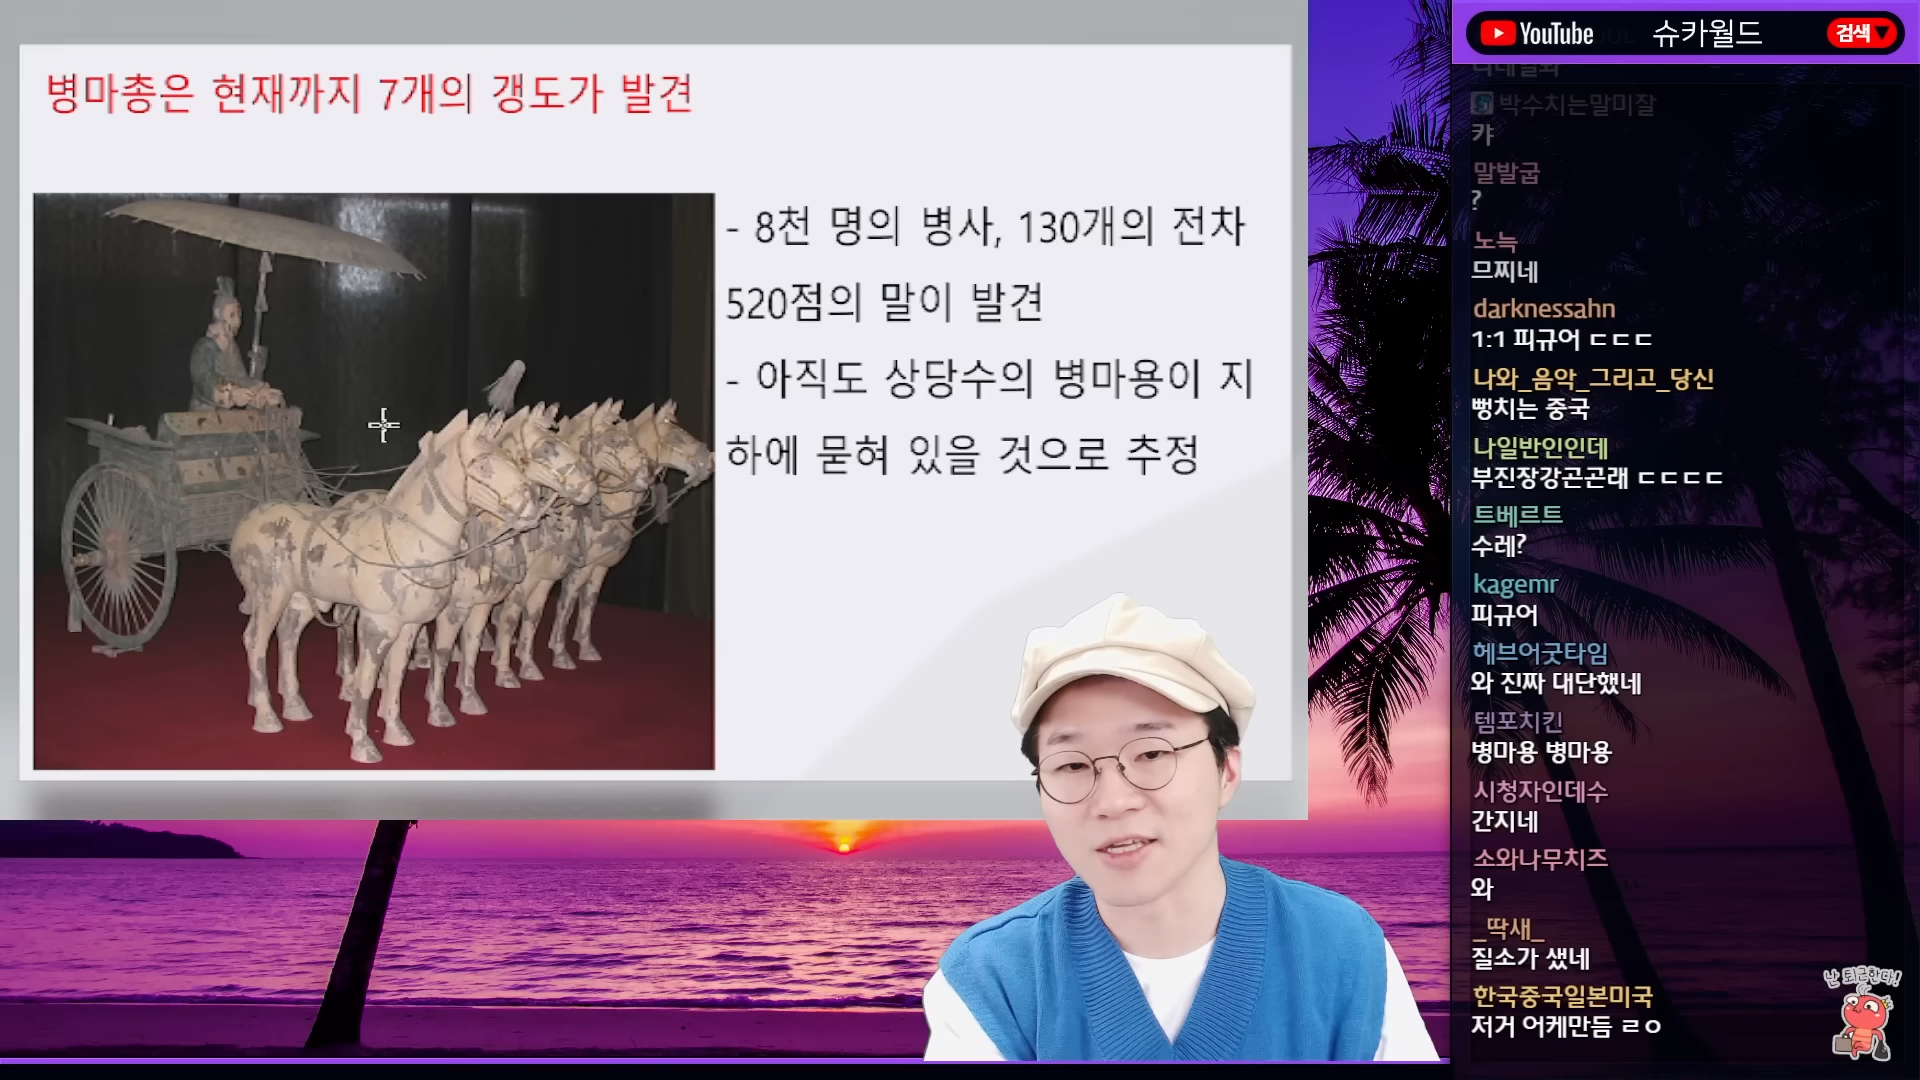 병마총은 현재까지 7개의 갱도가 발견
- 8천 명의 병사, 130개의 전차
520점의 말이 발견
- 아직도 상당수의 병마용이 지
하에 묻혀 있을 것으로 추정
YouTube 슈카월드 검색
박수치는말미잘
캬
말발굽
?
노늑
므찌네
darknessahn
1:1 피규어 ㄷㄷㄷ
나와_음악_그리고_당신
뻥치는 중국
나일반인인데
부진장강곤곤래 ㄷㄷㄷㄷ
트베르트
수레?
kagemr
피규어
헤브어굿타임
와 진짜 대단했네
템포치킨
병마용 병마용
시청자인데수
간지네
소와나무치즈
와
_딱새_
질소가 샜네
한국중국일본미국
저거 어케만듬 ㄹㅇ
난 퇴근한다!